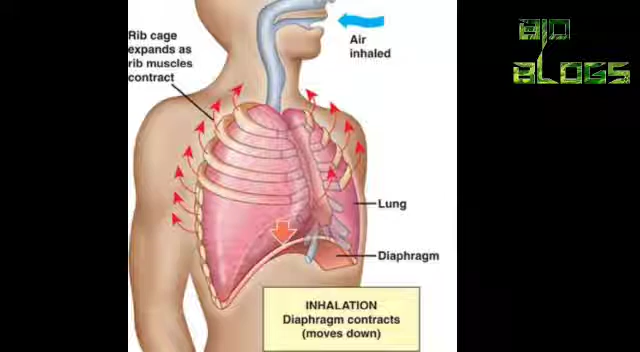 Rib cage
expands as
rib muscles
contract
Air
inhaled
BIO
BLOGS
Lung
Diaphragm
INHALATION
Diaphragm contracts
(moves down)